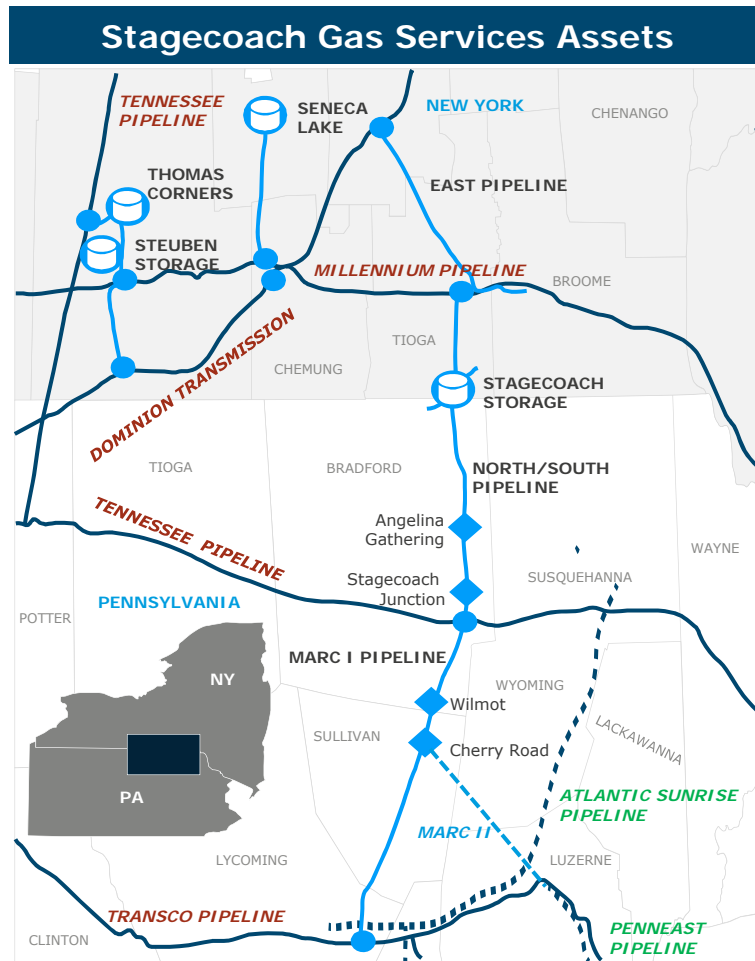 Stagecoach Gas Services Assets
TENNESSEE
PIPELINE
SENECA
LAKE
NEW YORK
CHENANGO
THOMAS
CORNERS
EAST PIPELINE
STEUBEN
STORAGE
MILLENNIUM PIPELINE
BROOME
TIOGA
DOMINION TRANSMISSION
CHEMUNG
STAGECOACH
STORAGE
TIOGA
BRADFORD
NORTH/SOUTH
PIPELINE
TENNESSEE PIPELINE
Angelina
Gathering
WAYNE
Stagecoach
Junction
SUSQUEHANNA
PENNSYLVANIA
POTTER
MARC I PIPELINE
NY
WYOMING
Wilmot
SULLIVAN
LACKAWANNA
Cherry Road
PA
ATLANTIC SUNRISE
PIPELINE
MARC II
LYCOMING
LUZERNE
TRANSCO PIPELINE
CLINTON
PENNEAST
PIPELINE